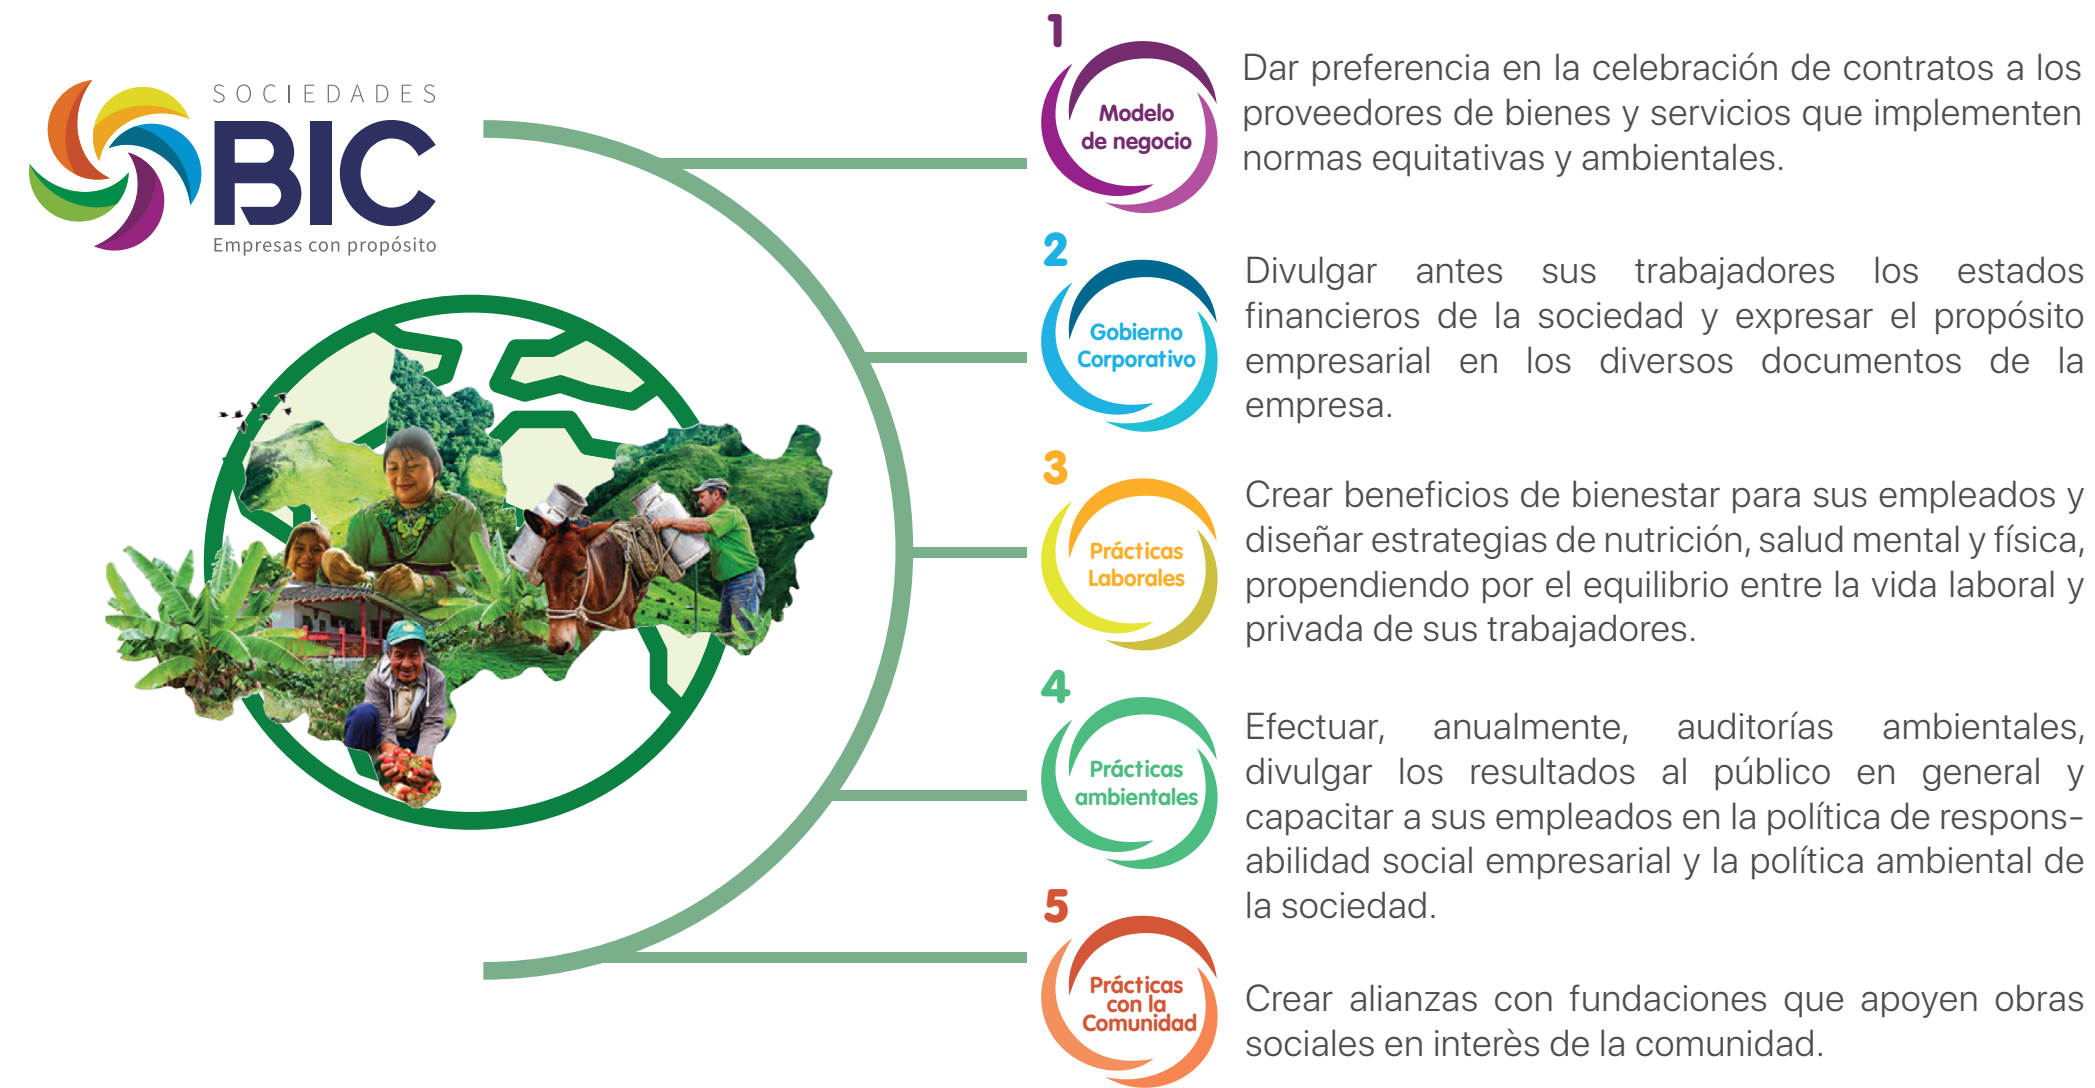 SOCIEDADES
BIC
Empresas con propósito
1
Modelo
de negocio
Dar preferencia en la celebración de contratos a los
proveedores de bienes y servicios que implementen
normas equitativas y ambientales.
2
Gobierno
Corporativo
Divulgar antes sus trabajadores los estados
financieros de la sociedad y expresar el propósito
empresarial en los diversos documentos de la
empresa.
3
Prácticas
Laborales
Crear beneficios de bienestar para sus empleados y
diseñar estrategias de nutrición, salud mental y física,
propendiendo por el equilibrio entre la vida laboral y
privada de sus trabajadores.
4
Prácticas
ambientales
Efectuar, anualmente, auditorías ambientales,
divulgar los resultados al público en general y
capacitar a sus empleados en la política de respons-
abilidad social empresarial y la política ambiental de
la sociedad.
5
Prácticas
con la
Comunidad
Crear alianzas con fundaciones que apoyen obras
sociales en interès de la comunidad.